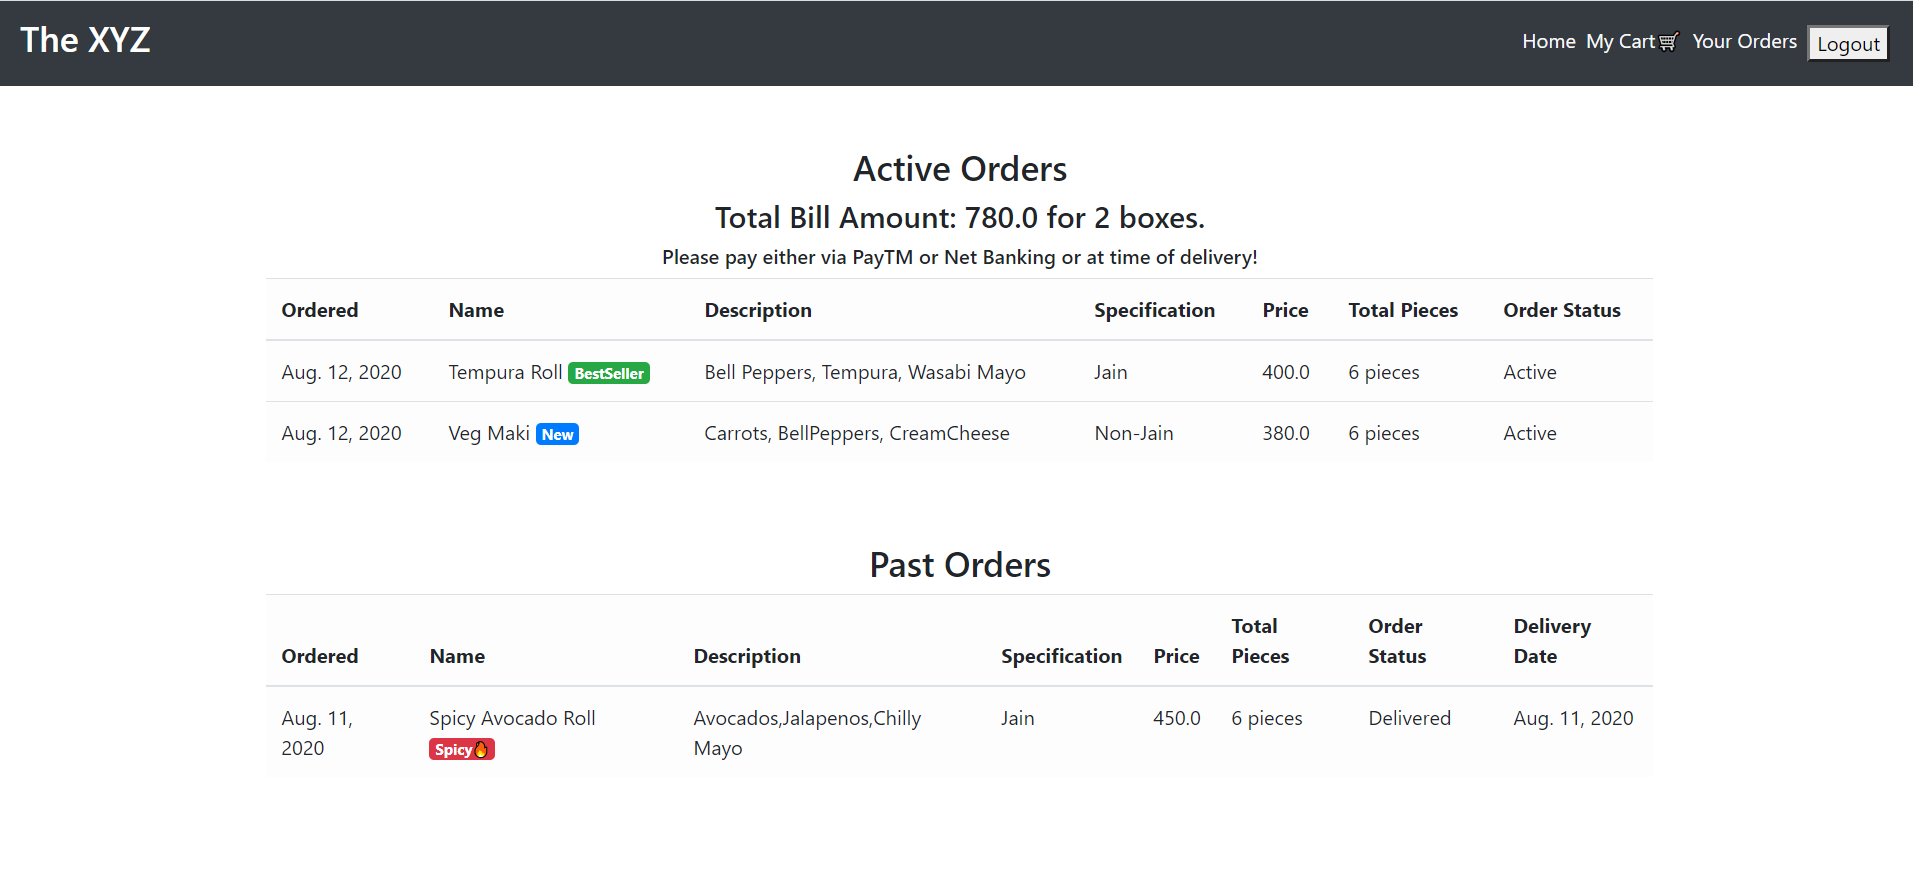 The XYZ
Home My Cart🛒 Your Orders Logout
Active Orders
Total Bill Amount: 780.0 for 2 boxes.
Please pay either via PayTM or Net Banking or at time of delivery!
Ordered Name Description Specification Price Total Pieces Order Status
Aug. 12, 2020 Tempura Roll BestSeller Bell Peppers, Tempura, Wasabi Mayo Jain 400.0 6 pieces Active
Aug. 12, 2020 Veg Maki New Carrots, BellPeppers, CreamCheese Non-Jain 380.0 6 pieces Active
Past Orders
Total Order Delivery
Ordered Name Description Specification Price Pieces Status Date
Aug. 11, Spicy Avocado Roll Avocados,Jalapenos,Chilly Jain 450.0 6 pieces Delivered Aug. 11, 2020
2020 Spicy🔥 Mayo